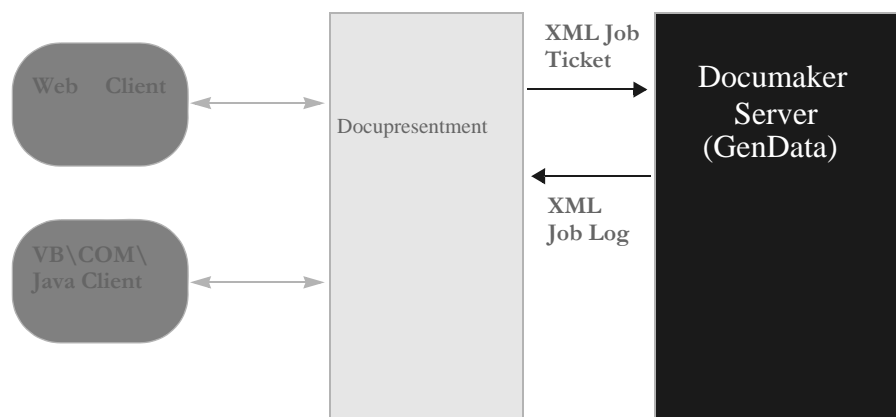 Web Client
VB\COM\
Java Client
Docupresentment
XML Job
Ticket
XML
Job Log
Documaker
Server
(GenData)